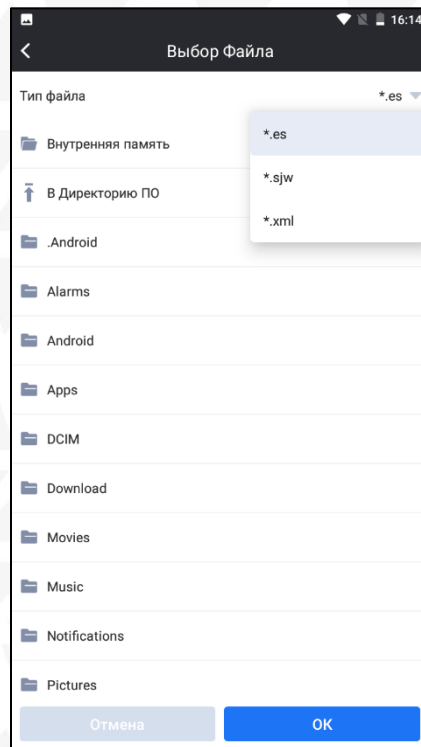 16:14
Выбор Файла
Тип файла *.es
*.es
Внутренняя память
*.sjw
В Директорию ПО
*.xml
.Android
Alarms
Android
Apps
DCIM
Download
Movies
Music
Notifications
Pictures
Отмена OK